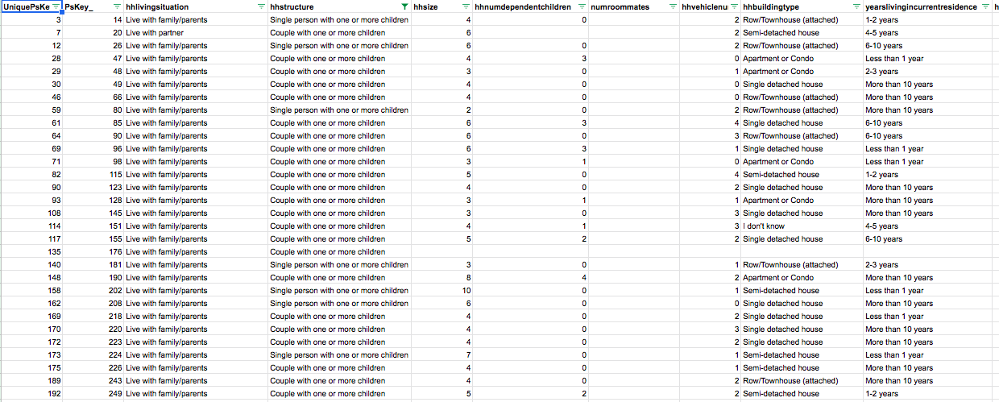 UniquePsKe PsKey_ hhlivingsituation hhstructure hhsize hhnumdependentchildren numroommates hhvehiclenu hhbuildingtype yearslivingincurrentresidence h
3 14 Live with family/parents Single person with one or more children 4 0 2 Row/Townhouse (attached) 1-2 years
7 20 Live with partner Couple with one or more children 6 2 Semi-detached house 4-5 years
12 26 Live with family/parents Single person with one or more children 6 0 2 Row/Townhouse (attached) 6-10 years
28 47 Live with family/parents Couple with one or more children 4 3 0 Apartment or Condo Less than 1 year
29 48 Live with family/parents Couple with one or more children 3 0 1 Apartment or Condo 2-3 years
30 49 Live with family/parents Couple with one or more children 4 0 0 Single detached house More than 10 years
46 66 Live with family/parents Couple with one or more children 4 0 0 Row/Townhouse (attached) More than 10 years
59 80 Live with family/parents Single person with one or more children 2 0 2 Row/Townhouse (attached) More than 10 years
61 85 Live with family/parents Couple with one or more children 6 3 4 Single detached house 6-10 years
64 90 Live with family/parents Couple with one or more children 6 0 3 Row/Townhouse (attached) 6-10 years
69 96 Live with family/parents Couple with one or more children 6 3 1 Single detached house Less than 1 year
71 98 Live with family/parents Couple with one or more children 3 1 0 Apartment or Condo Less than 1 year
82 115 Live with family/parents Couple with one or more children 5 0 4 Semi-detached house 1-2 years
90 123 Live with family/parents Couple with one or more children 4 0 2 Single detached house More than 10 years
93 128 Live with family/parents Couple with one or more children 3 1 1 Apartment or Condo More than 10 years
108 145 Live with family/parents Couple with one or more children 3 0 3 Single detached house More than 10 years
114 151 Live with family/parents Couple with one or more children 4 1 3 I don't know 4-5 years
117 155 Live with family/parents Couple with one or more children 5 2 2 Single detached house 6-10 years
135 176 Live with family/parents Couple with one or more children
140 181 Live with family/parents Single person with one or more children 3 0 1 Row/Townhouse (attached) 2-3 years
148 190 Live with family/parents Couple with one or more children 8 4 2 Apartment or Condo More than 10 years
158 202 Live with family/parents Single person with one or more children 10 0 1 Semi-detached house Less than 1 year
162 208 Live with family/parents Single person with one or more children 6 0 0 Single detached house More than 10 years
169 218 Live with family/parents Couple with one or more children 4 0 2 Single detached house Less than 1 year
170 220 Live with family/parents Couple with one or more children 4 0 3 Single detached house More than 10 years
172 223 Live with family/parents Couple with one or more children 4 0 2 Single detached house More than 10 years
173 224 Live with family/parents Single person with one or more children 7 0 1 Semi-detached house Less than 1 year
175 226 Live with family/parents Couple with one or more children 4 0 1 Semi-detached house More than 10 years
189 243 Live with family/parents Couple with one or more children 4 0 2 Row/Townhouse (attached) More than 10 years
192 249 Live with family/parents Couple with one or more children 5 2 2 Semi-detached house 1-2 years